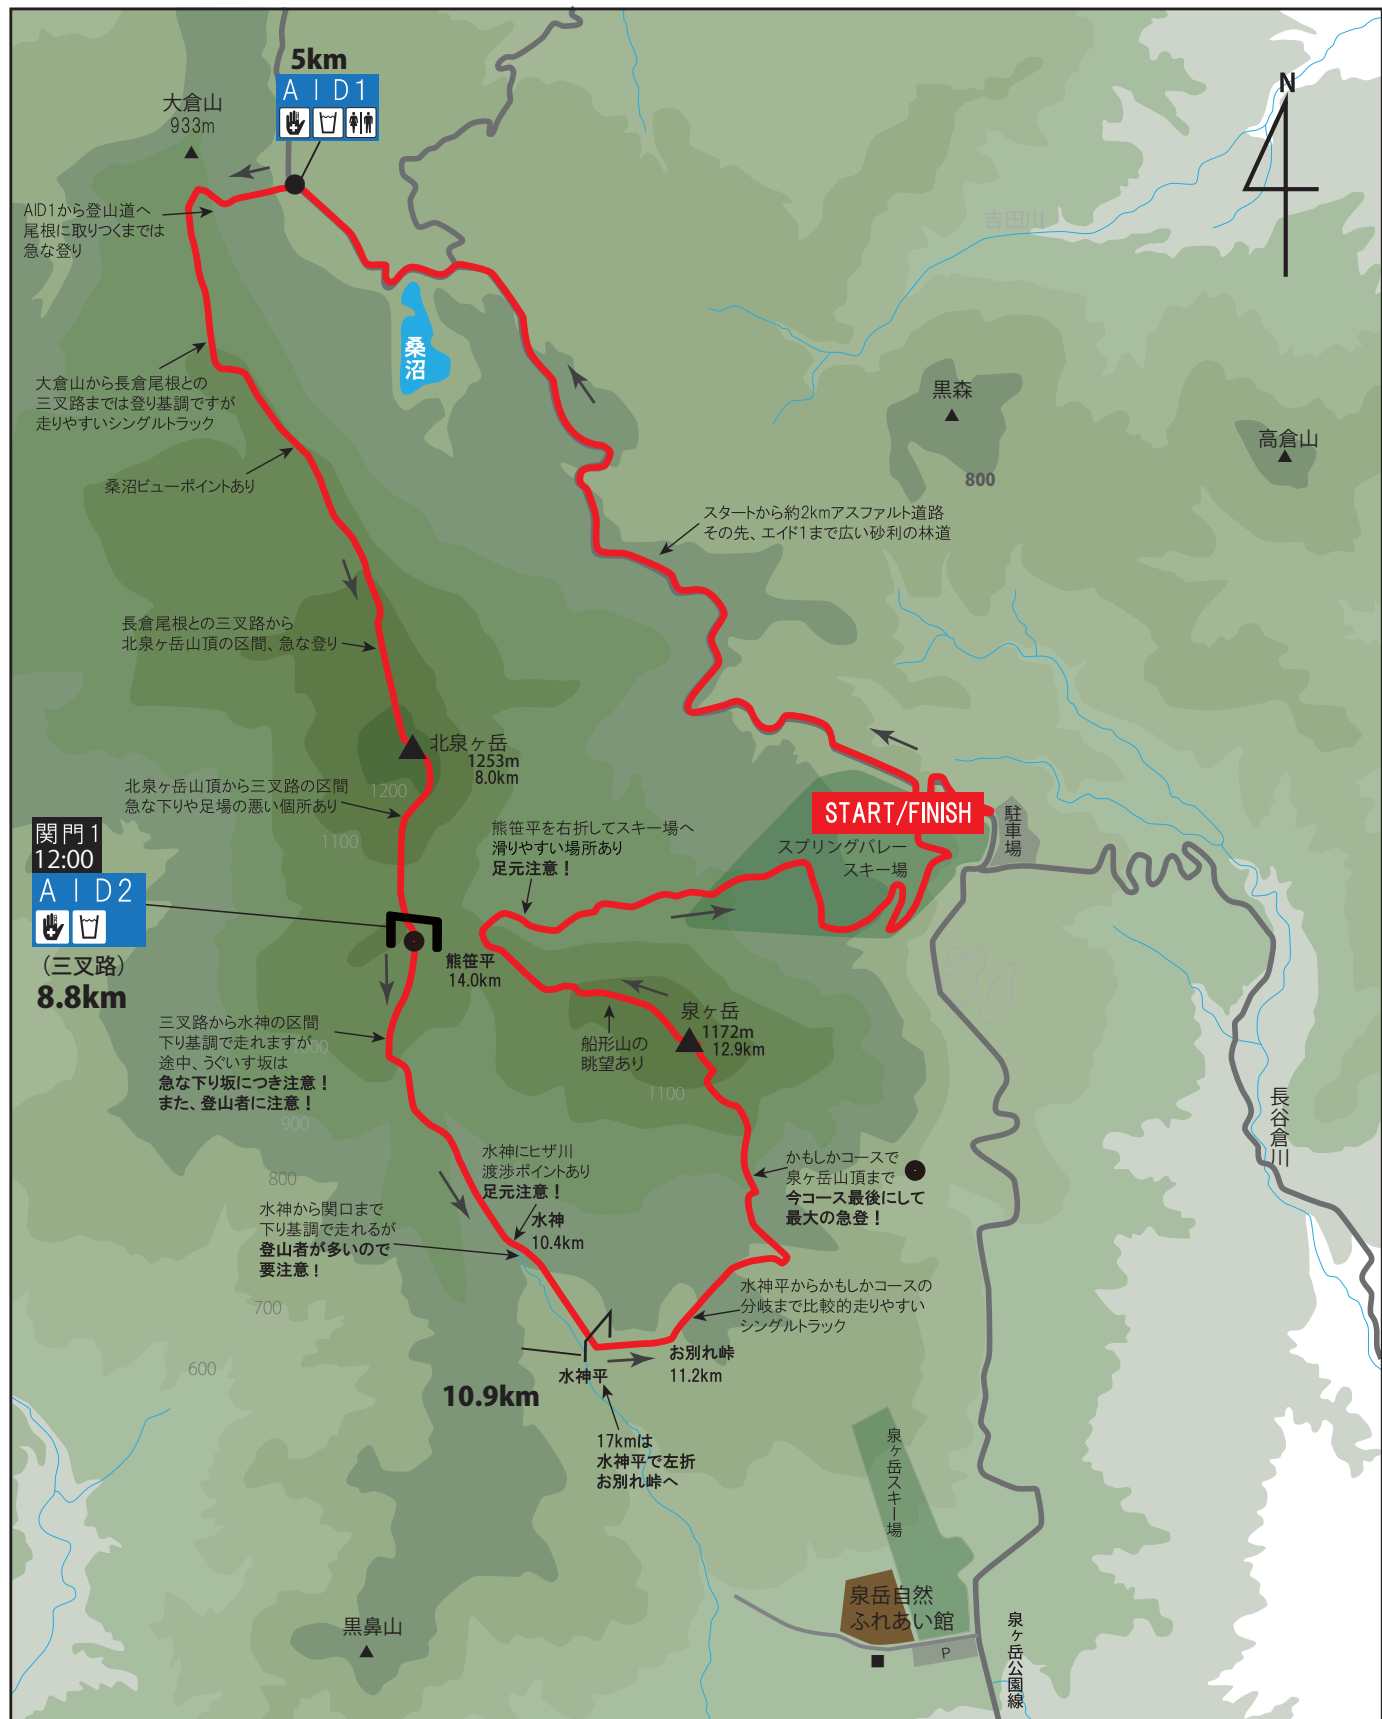 5km
AID1
大倉山
933m
N
AID1から登山道へ
尾根に取りつくまでは
急な登り
吉田川
桑沼
大倉山から長倉尾根との
三叉路までは登り基調ですが
走りやすいシングルトラック
黒森
高倉山
800
桑沼ビューポイントあり
スタートから約2kmアスファルト道路
その先、エイド1まで広い砂利の林道
長倉尾根との三叉路から
北泉ヶ岳山頂の区間、急な登り
北泉ヶ岳
1253m
8.0km
1200
北泉ヶ岳山頂から三叉路の区間
急な下りや足場の悪い個所あり
1100
START/FINISH
駐車場
スプリングバレー
スキー場
熊笹平を右折してスキー場へ
滑りやすい場所あり
足元注意！
関門1
12:00
AID2
(三叉路)
8.8km
熊笹平
14.0km
泉ヶ岳
1172m
12.9km
船形山の
眺望あり
1100
三叉路から水神の区間
下り基調で走れますが
途中、うぐいす坂は
急な下り坂につき注意！
また、登山者に注意！
1000
900
800
700
600
水神にヒザ川
渡渉ポイントあり
足元注意！
水神
10.4km
水神から関口まで
下り基調で走れるが
登山者が多いので
要注意！
かもしかコースで
泉ヶ岳山頂まで
今コース最後にして
最大の急登！
長谷倉川
水神平からかもしかコースの
分岐まで比較的走りやすい
シングルトラック
お別れ峠
11.2km
水神平
10.9km
17kmは
水神平で左折
お別れ峠へ
泉ヶ岳スキー場
泉岳自然
ふれあい館
P
泉ヶ岳公園線
黒鼻山